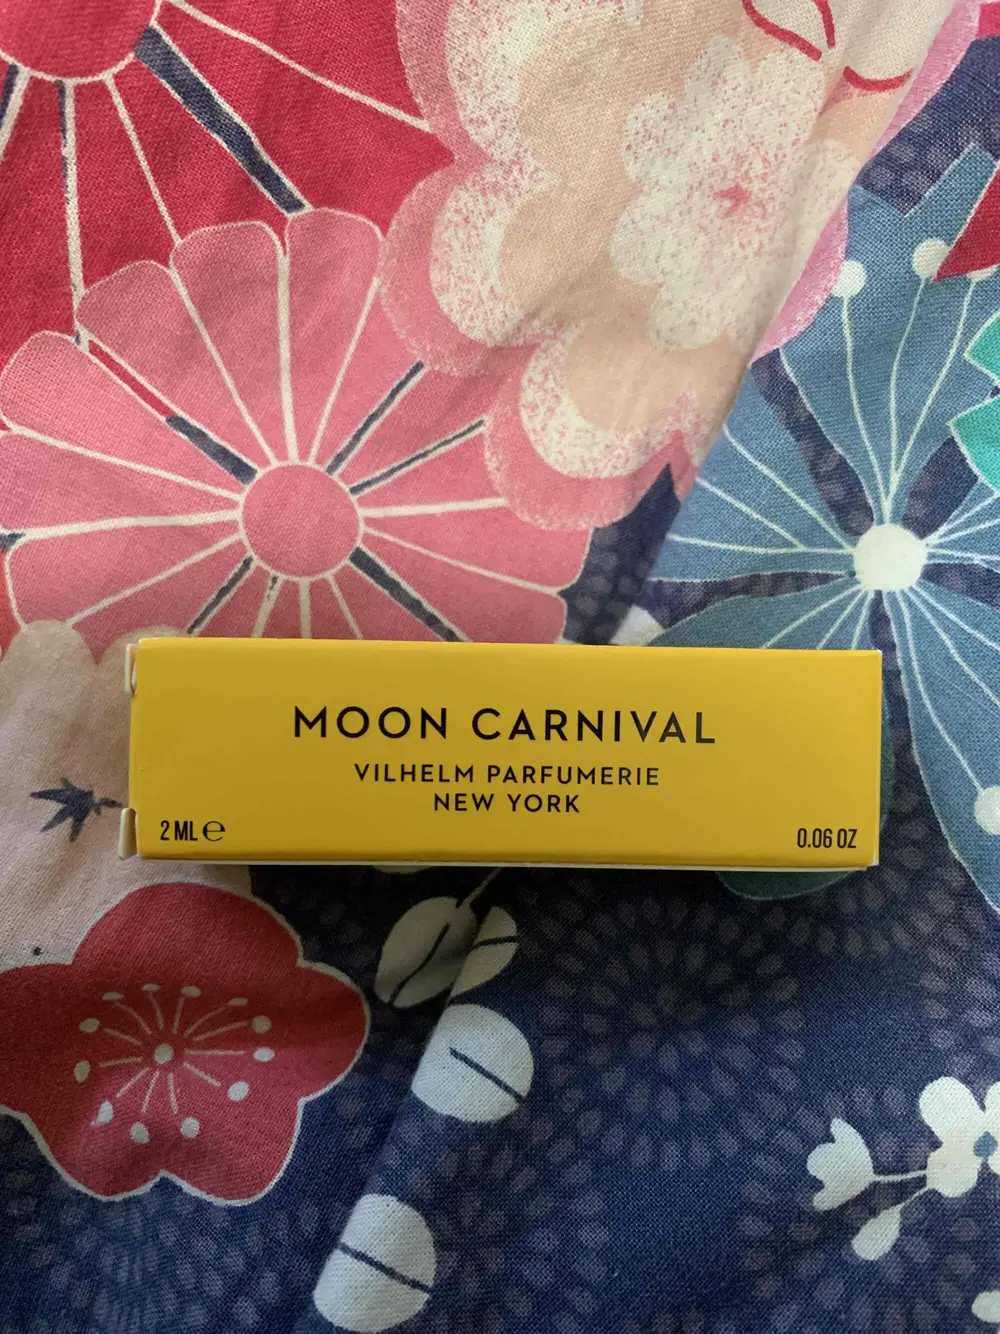 MOON CARNIVAL
VILHELM PARFUMERIE
NEW YORK
2 ML ℮
0.06 OZ